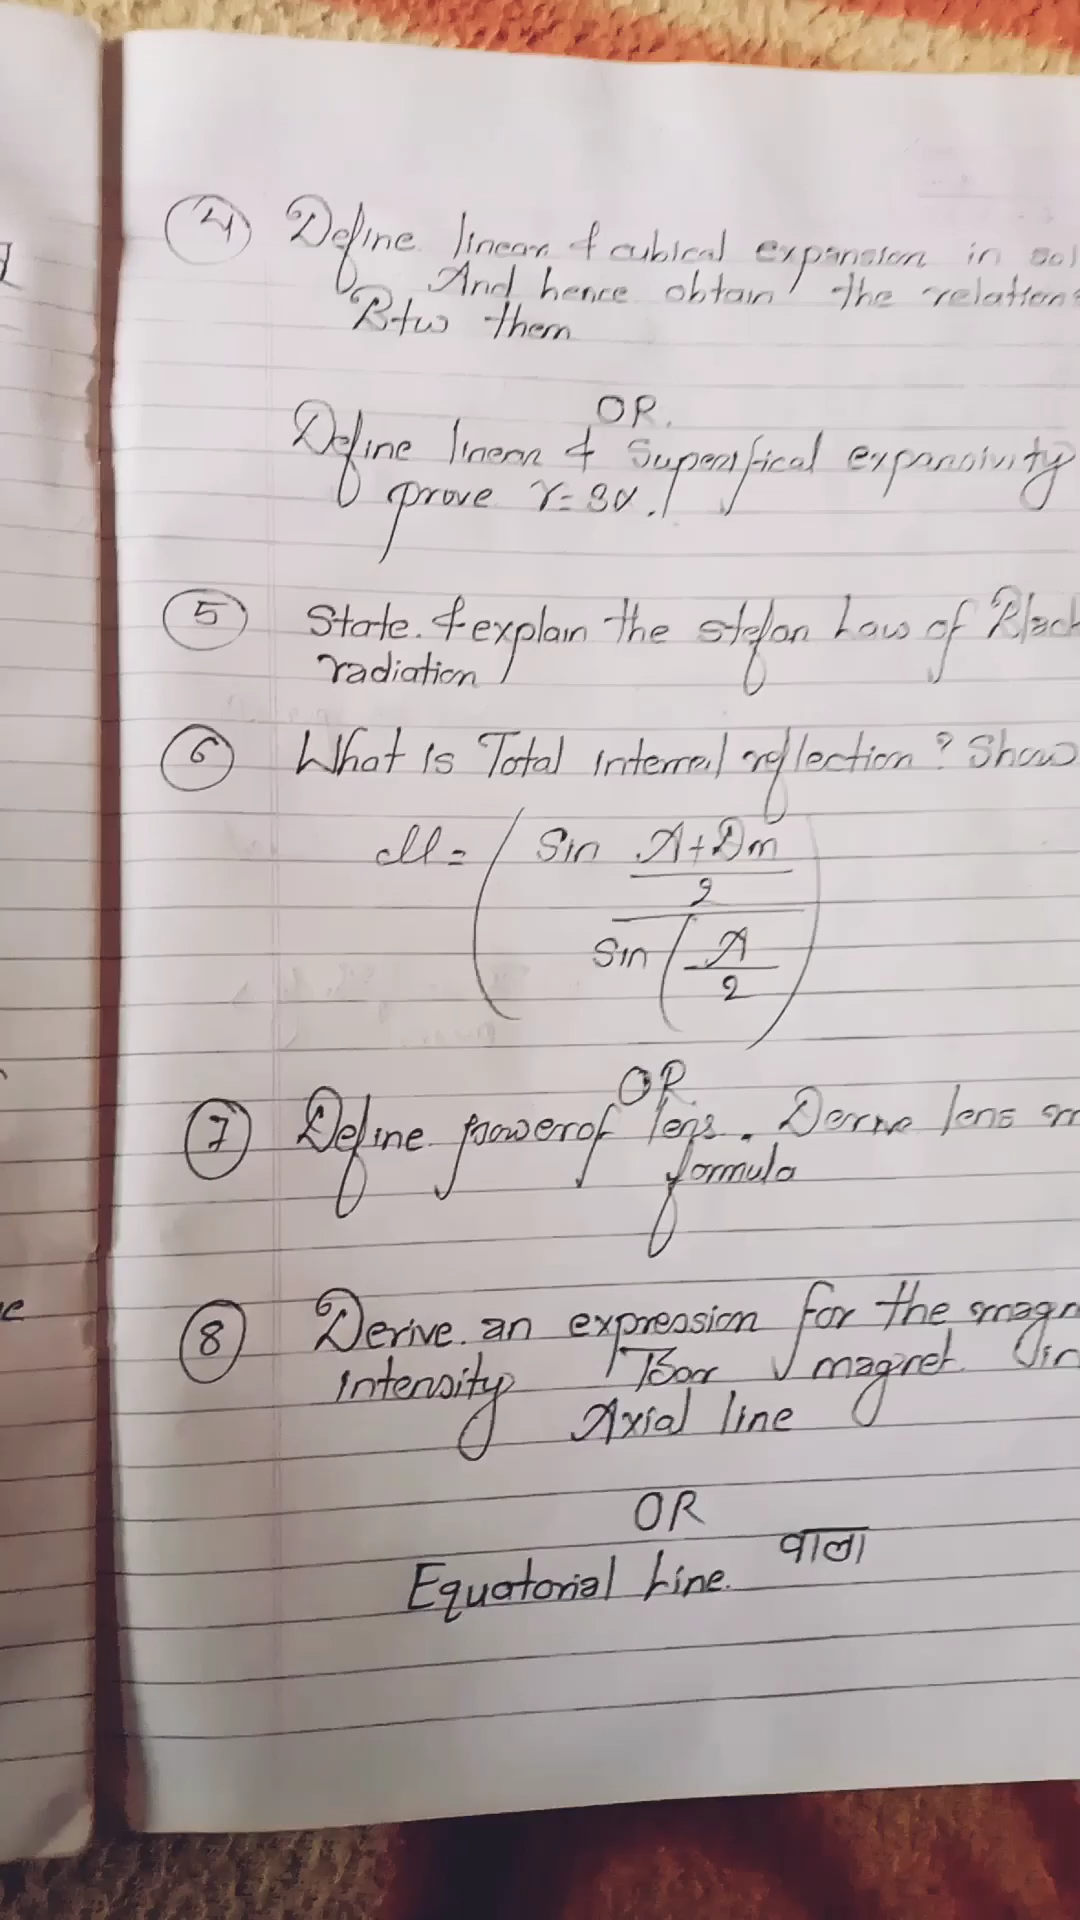 ④ Define linear & cubical expansion in sol
And hence obtain the relation
Btw them
OR.
Define linear & Superfical expansivity
prove γ=3α.
⑤ State. & explain the stefan Law of Black
radiation
⑥ What is Total internal reflection? Show
μ= ( Sin A+Dm
2
Sin ( A
2 )
OR
⑦ Define power of lens. Derive lens m
formula
⑧ Derive. an expression for the magn
intensity Bar magnet in
Axial line
OR
Equatorial Line. वाला